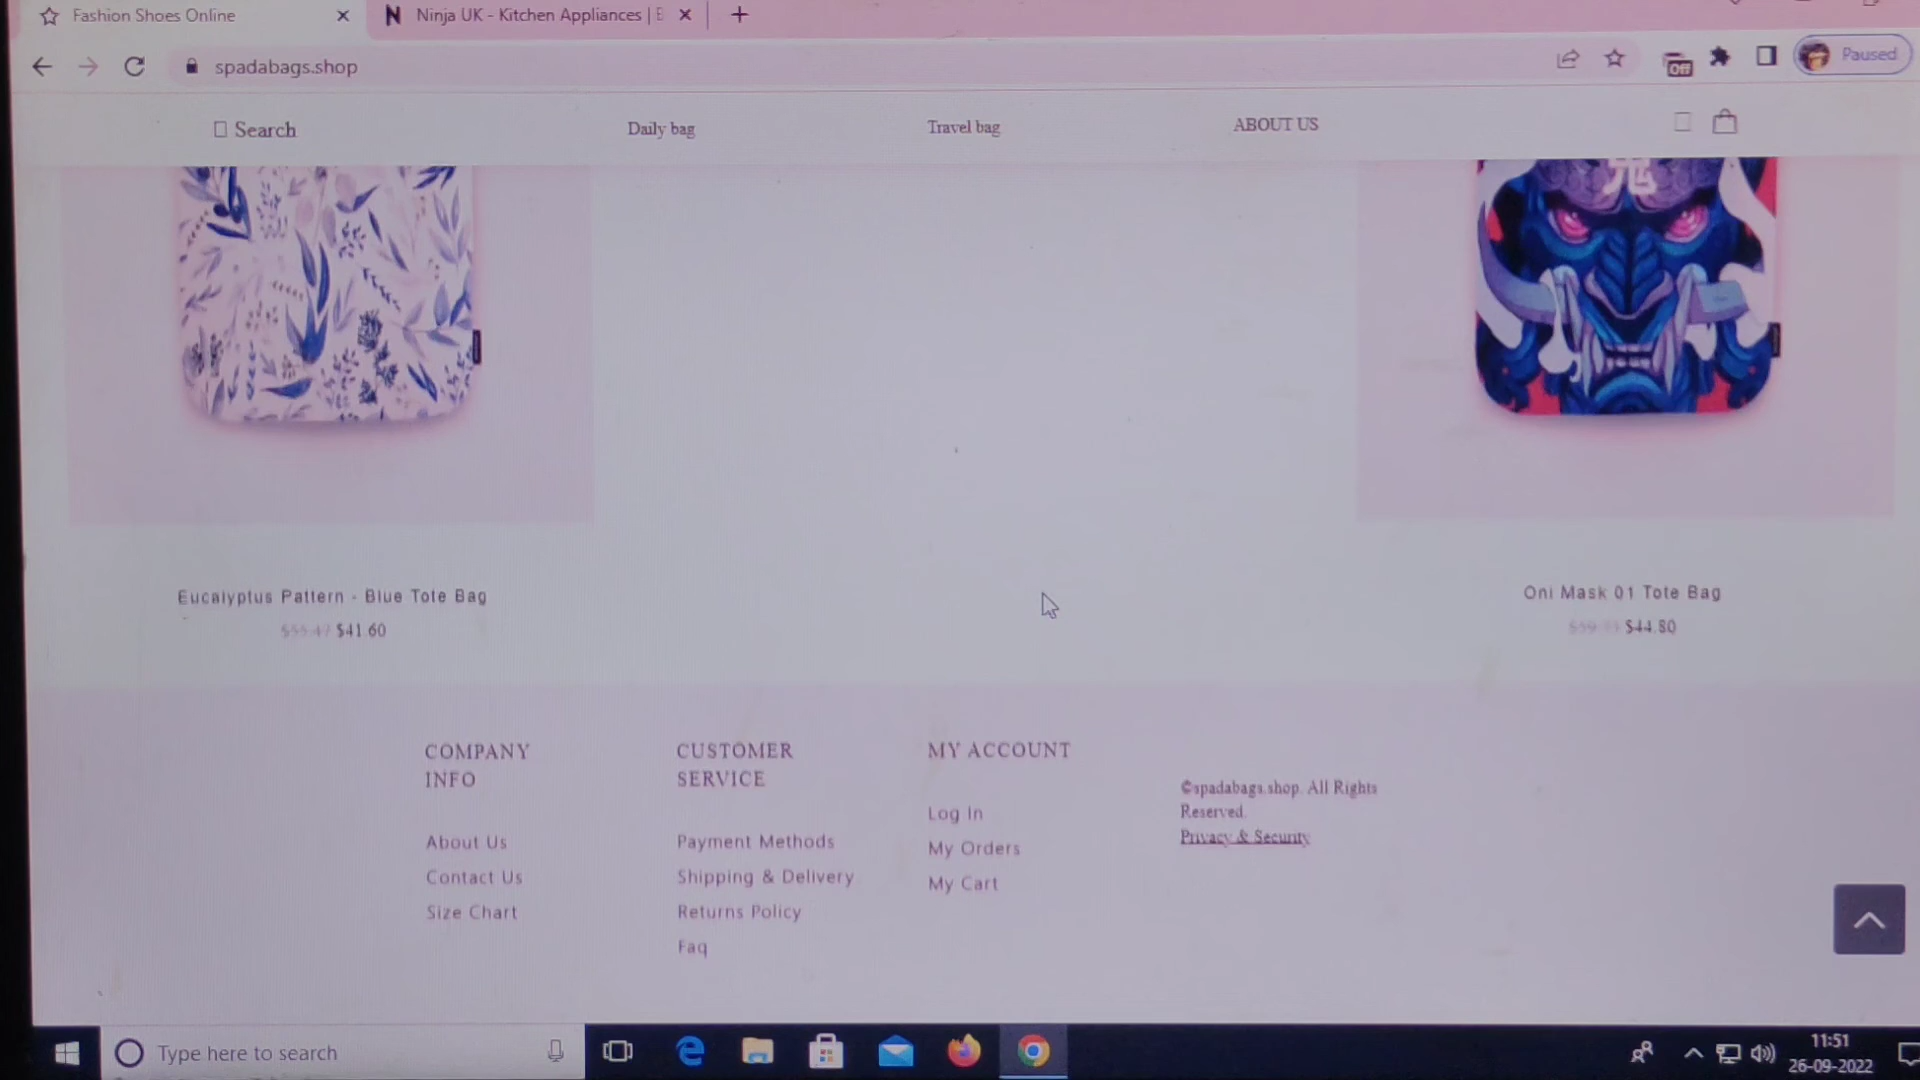 Fashion Shoes Online
Ninja UK - Kitchen Appliances | E
spadabags.shop
Off
Paused
Search
Daily bag
Travel bag
ABOUT US
鬼
Eucalyptus Pattern - Blue Tote Bag
$41.60
Oni Mask 01 Tote Bag
$44.80
COMPANY
INFO
About Us
Contact Us
Size Chart
CUSTOMER
SERVICE
Payment Methods
Shipping & Delivery
Returns Policy
Faq
MY ACCOUNT
Log In
My Orders
My Cart
©spadabags.shop. All Rights
Reserved.
Privacy & Security
Type here to search
11:51
26-09-2022